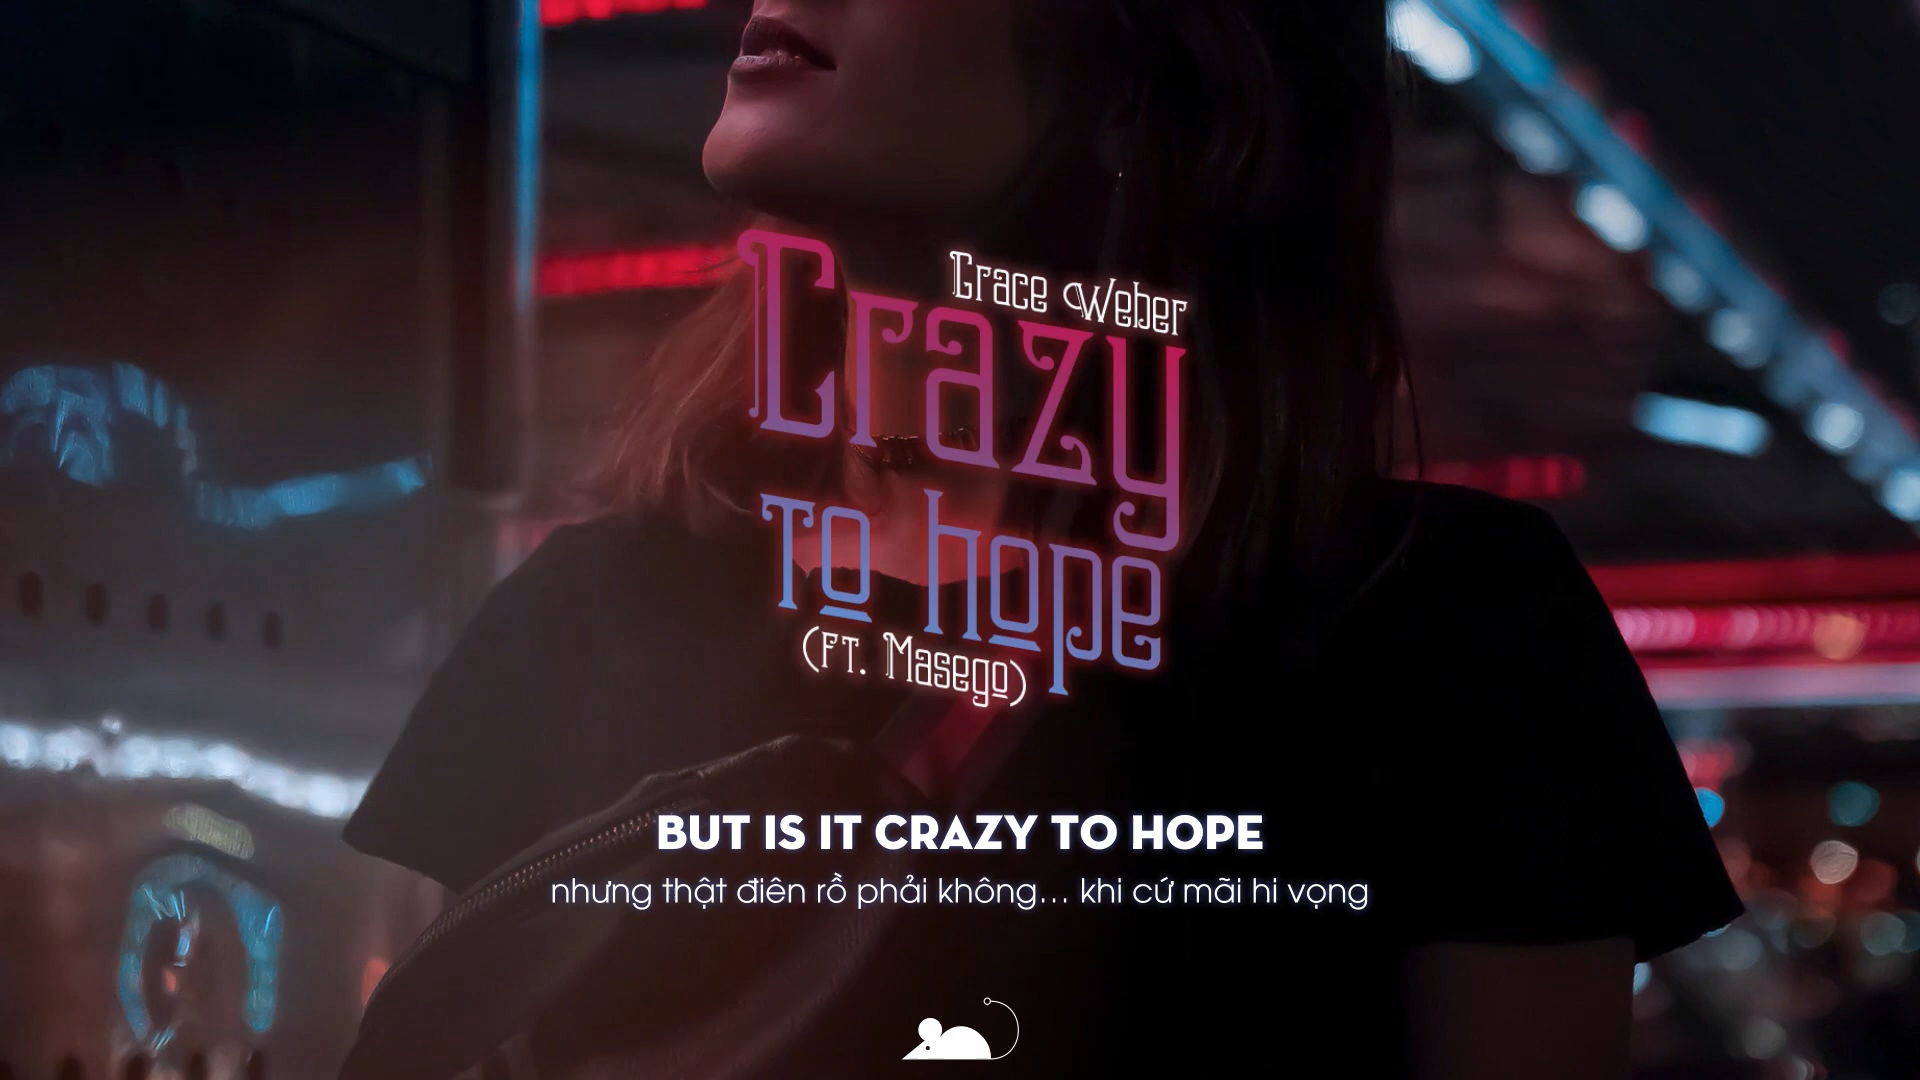 Grace Weber
Crazy
To hope
(FT. Masego)
BUT IS IT CRAZY TO HOPE
nhưng thật điên rồ phải không... khi cứ mãi hi vọng